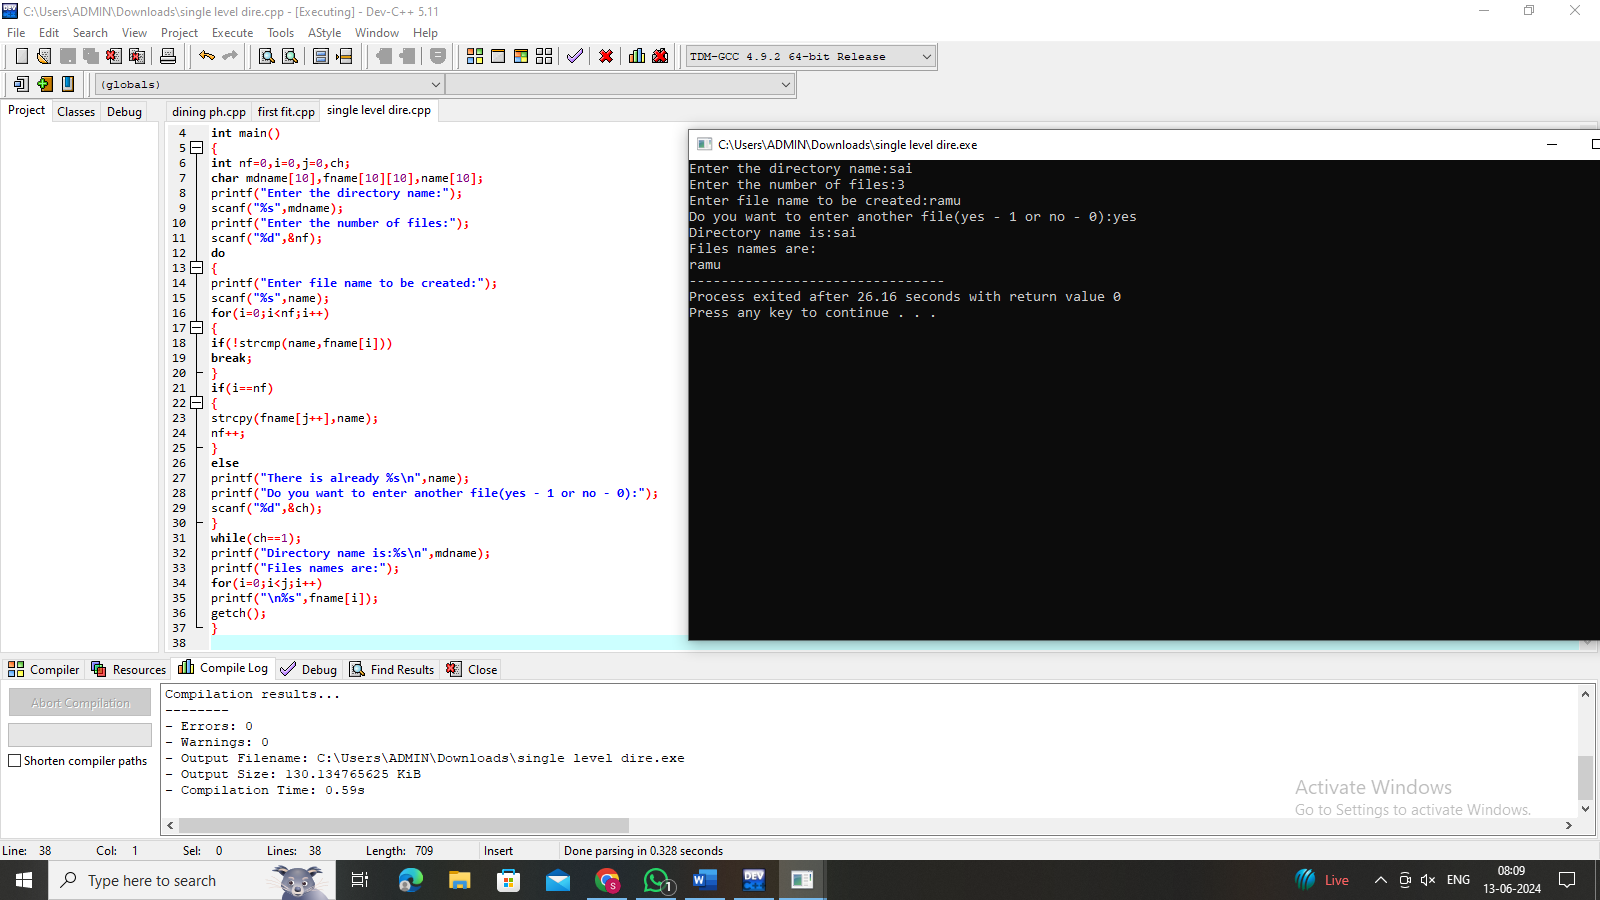 C:\Users\ADMIN\Downloads\single level dire.cpp - [Executing] - Dev-C++ 5.11
File Edit Search View Project Execute Tools AStyle Window Help
TDM-GCC 4.9.2 64-bit Release
(globals)
Project Classes Debug
dining ph.cpp first fit.cpp single level dire.cpp
4 int main()
5 {
6 int nf=0,i=0,j=0,ch;
7 char mdname[10],fname[10][10],name[10];
8 printf("Enter the directory name:");
9 scanf("%s",mdname);
10 printf("Enter the number of files:");
11 scanf("%d",&nf);
12 do
13 {
14 printf("Enter file name to be created:");
15 scanf("%s",name);
16 for(i=0;i<nf;i++)
17 {
18 if(!strcmp(name,fname[i]))
19 break;
20 }
21 if(i==nf)
22 {
23 strcpy(fname[j++],name);
24 nf++;
25 }
26 else
27 printf("There is already %s\n",name);
28 printf("Do you want to enter another file(yes - 1 or no - 0):");
29 scanf("%d",&ch);
30 }
31 while(ch==1);
32 printf("Directory name is:%s\n",mdname);
33 printf("Files names are:");
34 for(i=0;i<j;i++)
35 printf("\n%s",fname[i]);
36 getch();
37 }
38
C:\Users\ADMIN\Downloads\single level dire.exe
Enter the directory name:sai
Enter the number of files:3
Enter file name to be created:ramu
Do you want to enter another file(yes - 1 or no - 0):yes
Directory name is:sai
Files names are:
ramu
--------------------------------
Process exited after 26.16 seconds with return value 0
Press any key to continue . . .
Compiler Resources Compile Log Debug Find Results Close
Abort Compilation
Shorten compiler paths
Compilation results...
--------
- Errors: 0
- Warnings: 0
- Output Filename: C:\Users\ADMIN\Downloads\single level dire.exe
- Output Size: 130.134765625 KiB
- Compilation Time: 0.59s
Activate Windows
Go to Settings to activate Windows.
Line: 38 Col: 1 Sel: 0 Lines: 38 Length: 709 Insert Done parsing in 0.328 seconds
Type here to search
S
1
W
DEV
Live
ENG
08:09
13-06-2024